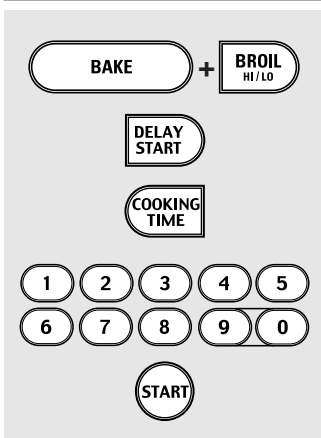 BAKE + BROIL
HI/LO
DELAY
START
COOKING
TIME
1 2 3 4 5
6 7 8 9 0
START